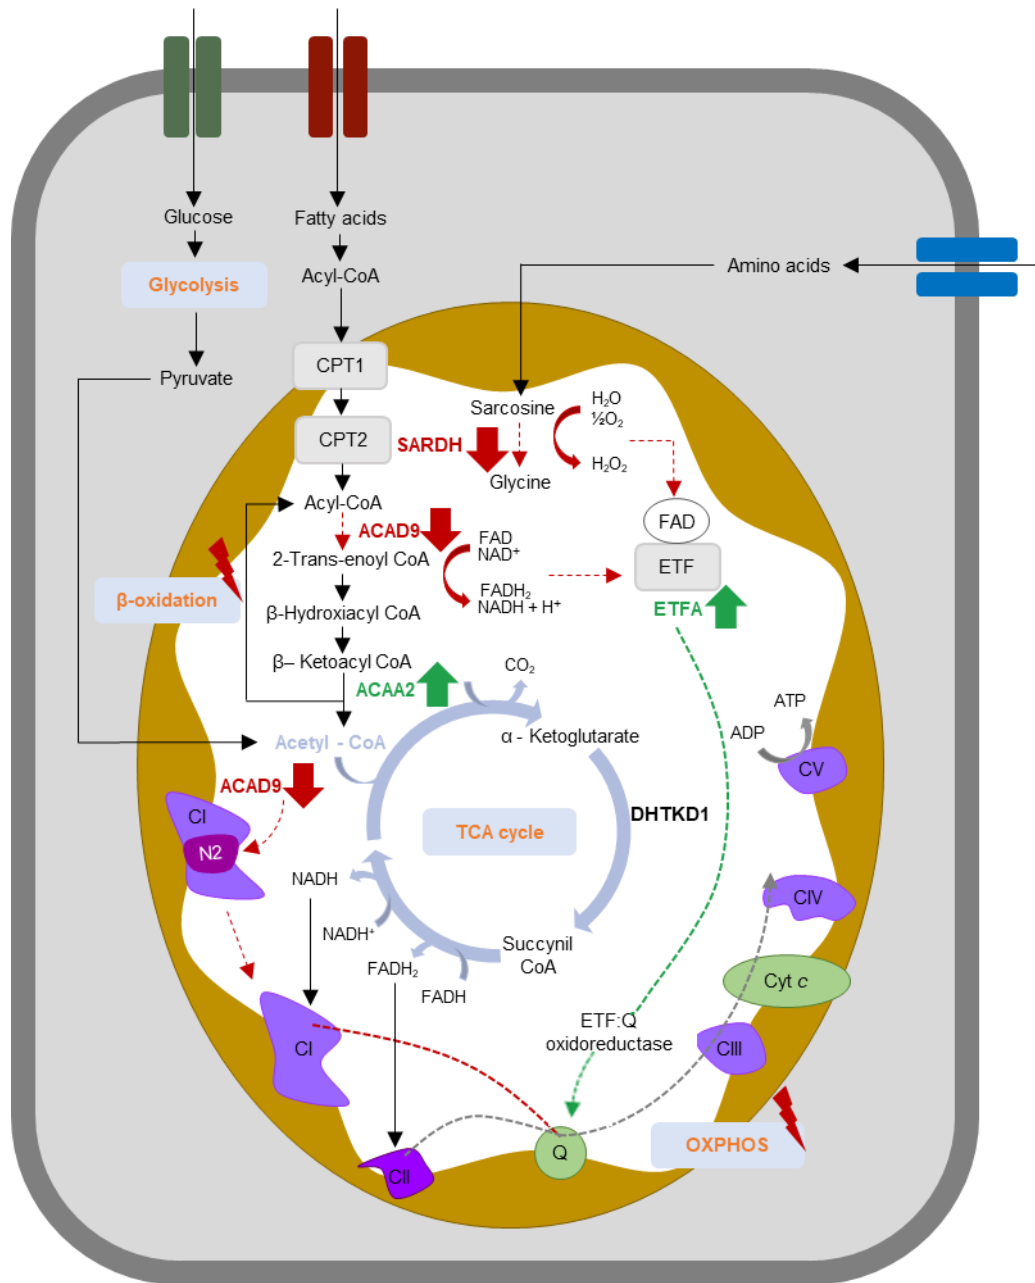 Glucose
Fatty acids
Glycolysis
Acyl-CoA
Amino acids
Pyruvate
CPT1
CPT2
Sarcosine
H₂O
½O₂
SARDH
H₂O₂
Glycine
Acyl-CoA
ACAD9
FAD
NAD⁺
FAD
ETF
2-Trans-enoyl CoA
FADH₂
NADH + H⁺
β-oxidation
ETFA
β-Hydroxiacyl CoA
β– Ketoacyl CoA
ACAA2
CO₂
ATP
ADP
α - Ketoglutarate
Acetyl - CoA
CV
ACAD9
CI
N2
TCA cycle
DHTKD1
NADH
CIV
NADH⁺
Succynil
CoA
FADH₂
FADH
Cyt c
ETF:Q
oxidoreductase
CI
CIII
OXPHOS
Q
CII